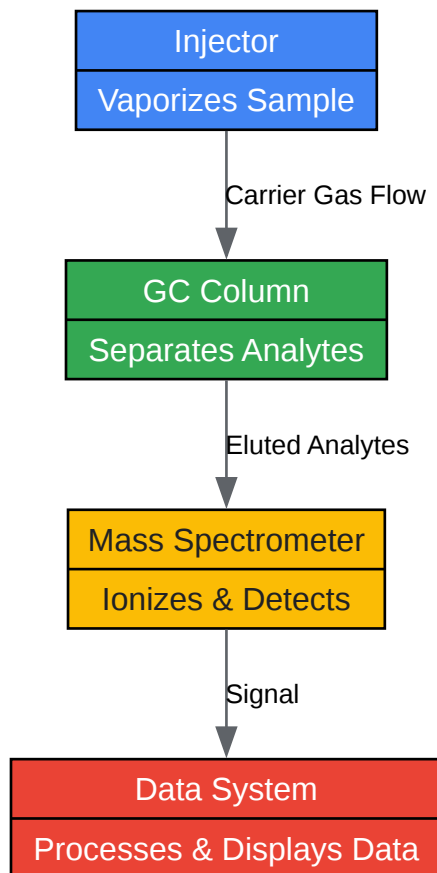 Injector
Vaporizes Sample
Carrier Gas Flow
GC Column
Separates Analytes
Eluted Analytes
Mass Spectrometer
Ionizes & Detects
Signal
Data System
Processes & Displays Data